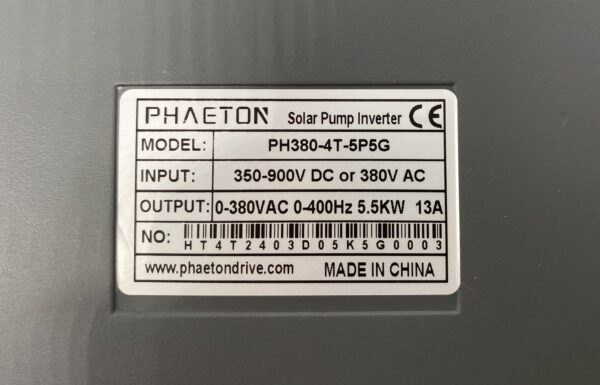 PHAETON Solar Pump Inverter CE
MODEL: PH380-4T-5P5G
INPUT: 350-900V DC or 380V AC
OUTPUT: 0-380VAC 0-400Hz 5.5KW 13A
NO: HT4T2403D05K5G0003
www.phaetondrive.com MADE IN CHINA